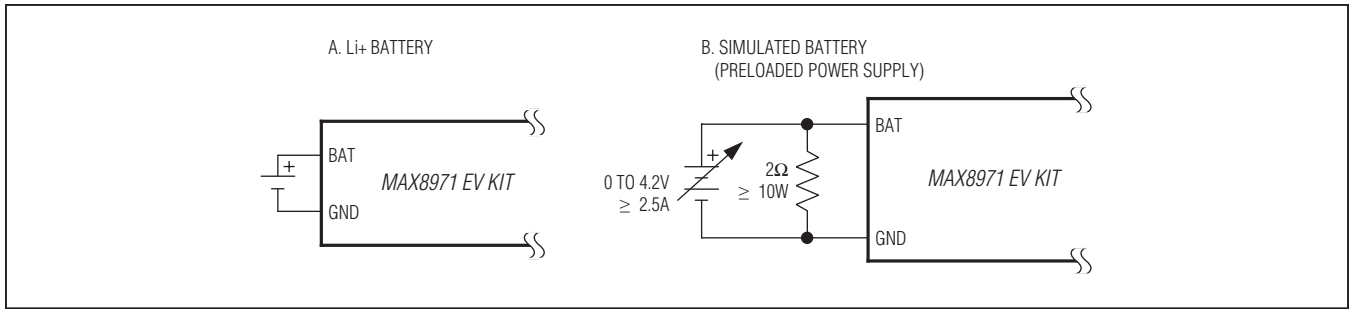 A. Li+ BATTERY
+
BAT
MAX8971 EV KIT
GND
B. SIMULATED BATTERY
(PRELOADED POWER SUPPLY)
0 TO 4.2V
≥ 2.5A
+
2Ω
≥ 10W
BAT
MAX8971 EV KIT
GND